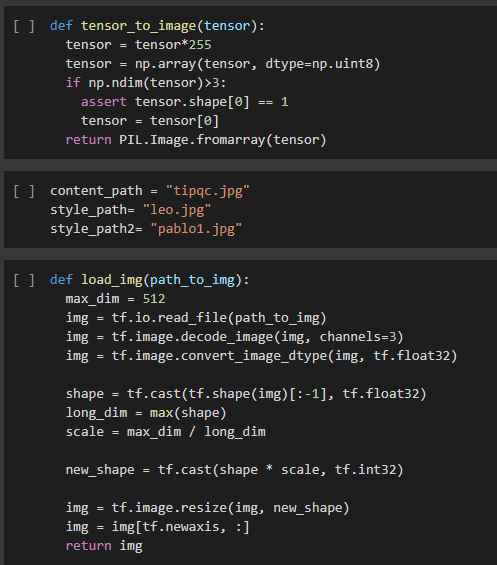 [ ] def tensor_to_image(tensor):
  tensor = tensor*255
  tensor = np.array(tensor, dtype=np.uint8)
  if np.ndim(tensor)>3:
    assert tensor.shape[0] == 1
    tensor = tensor[0]
  return PIL.Image.fromarray(tensor)
[ ] content_path = "tipqc.jpg"
style_path= "leo.jpg"
style_path2= "pablo1.jpg"
[ ] def load_img(path_to_img):
  max_dim = 512
  img = tf.io.read_file(path_to_img)
  img = tf.image.decode_image(img, channels=3)
  img = tf.image.convert_image_dtype(img, tf.float32)
  shape = tf.cast(tf.shape(img)[:-1], tf.float32)
  long_dim = max(shape)
  scale = max_dim / long_dim
  new_shape = tf.cast(shape * scale, tf.int32)
  img = tf.image.resize(img, new_shape)
  img = img[tf.newaxis, :]
  return img